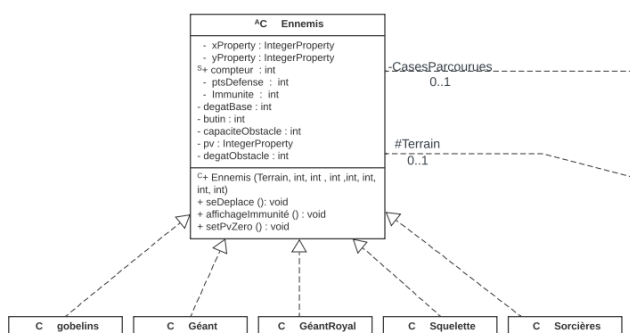 AC Ennemis
- xProperty : IntegerProperty
- yProperty : IntegerProperty
S+ compteur : int
- ptsDefense : int
- Immunite : int
- degatBase : int
- butin : int
- capaciteObstacle : int
- pv : IntegerProperty
- degatObstacle : int
C+ Ennemis (Terrain, int, int , int ,int, int,
int, int)
+ seDeplace (): void
+ affichageImmunité () : void
+ setPvZero () : void
-CasesParcourues
0..1
#Terrain
0..1
C gobelins
C Géant
C GéantRoyal
C Squelette
C Sorcières